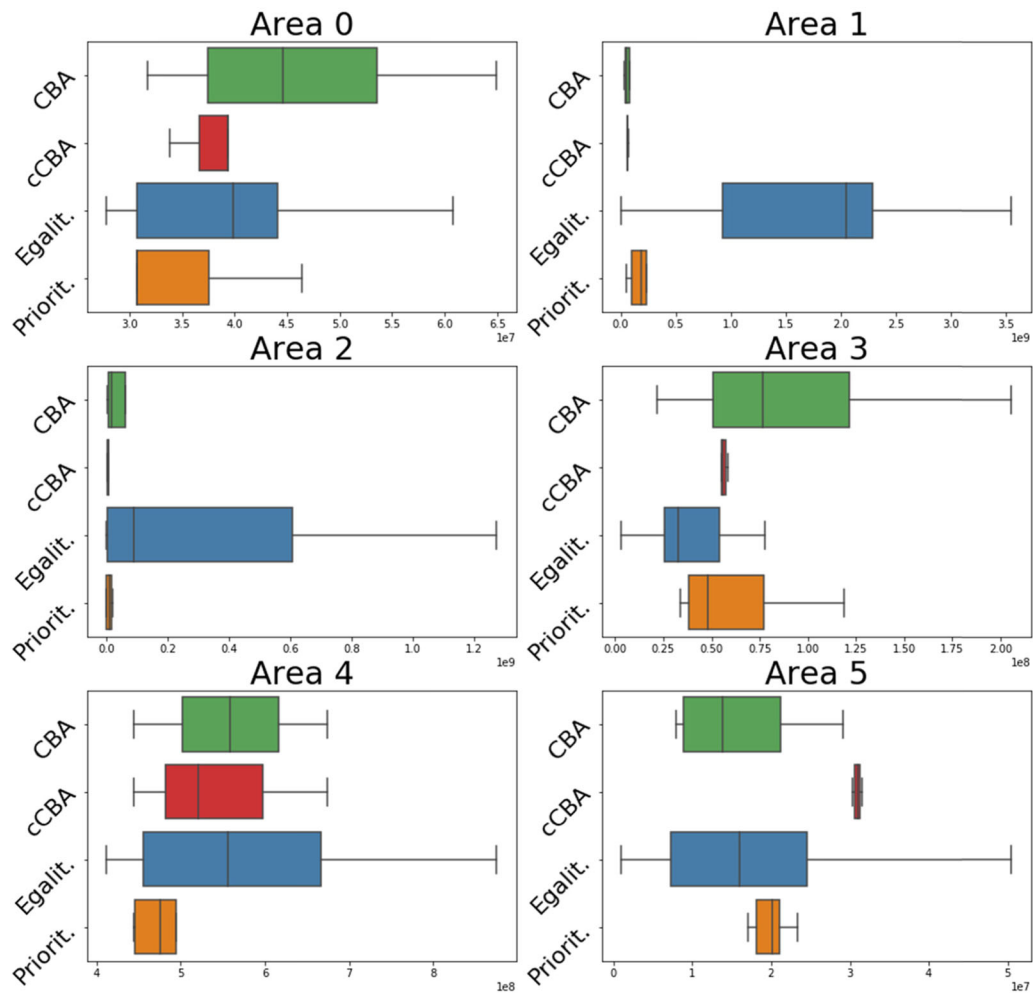 Area 0
CBA
cCBA
Egalit.
Priorit.
3.0 3.5 4.0 4.5 5.0 5.5 6.0 6.5
1e7
Area 1
CBA
cCBA
Egalit.
Priorit.
0.0 0.5 1.0 1.5 2.0 2.5 3.0 3.5
1e9
Area 2
CBA
cCBA
Egalit.
Priorit.
0.0 0.2 0.4 0.6 0.8 1.0 1.2
1e9
Area 3
CBA
cCBA
Egalit.
Priorit.
0.00 0.25 0.50 0.75 1.00 1.25 1.50 1.75 2.00
1e8
Area 4
CBA
cCBA
Egalit.
Priorit.
4 5 6 7 8
1e8
Area 5
CBA
cCBA
Egalit.
Priorit.
0 1 2 3 4 5
1e7